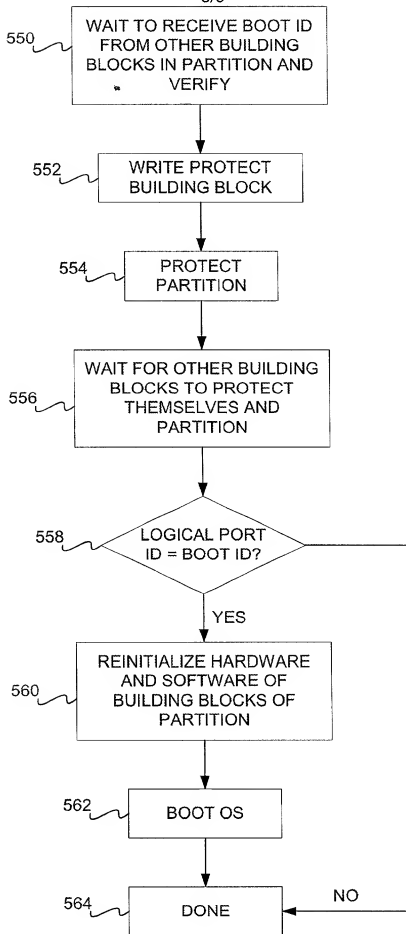 550
WAIT TO RECEIVE BOOT ID
FROM OTHER BUILDING
BLOCKS IN PARTITION AND
VERIFY
552
WRITE PROTECT
BUILDING BLOCK
554
PROTECT
PARTITION
556
WAIT FOR OTHER BUILDING
BLOCKS TO PROTECT
THEMSELVES AND
PARTITION
558
LOGICAL PORT
ID = BOOT ID?
YES
560
REINITIALIZE HARDWARE
AND SOFTWARE OF
BUILDING BLOCKS OF
PARTITION
562
BOOT OS
564
DONE
NO